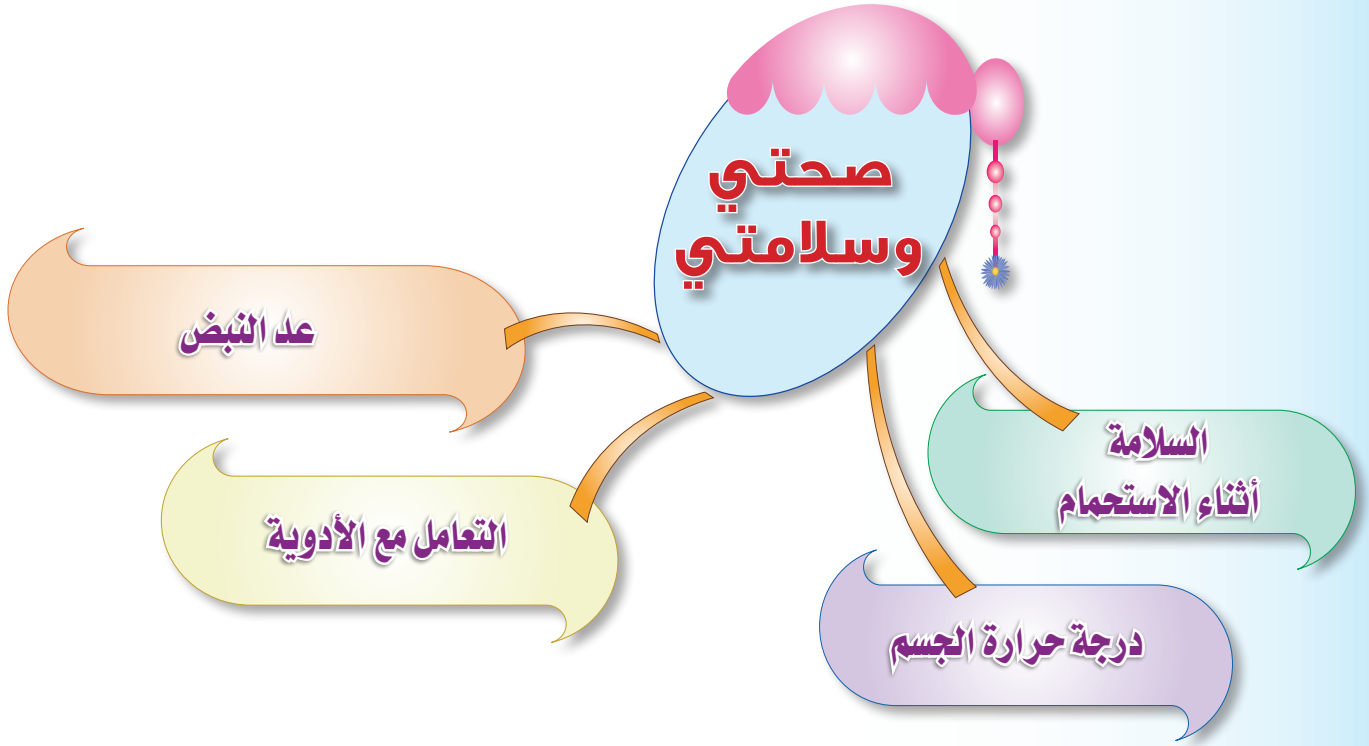 صحتي
وسلامتي
السلامة
أثناء الاستحمام
درجة حرارة الجسم
التعامل مع الأدوية
عد النبض